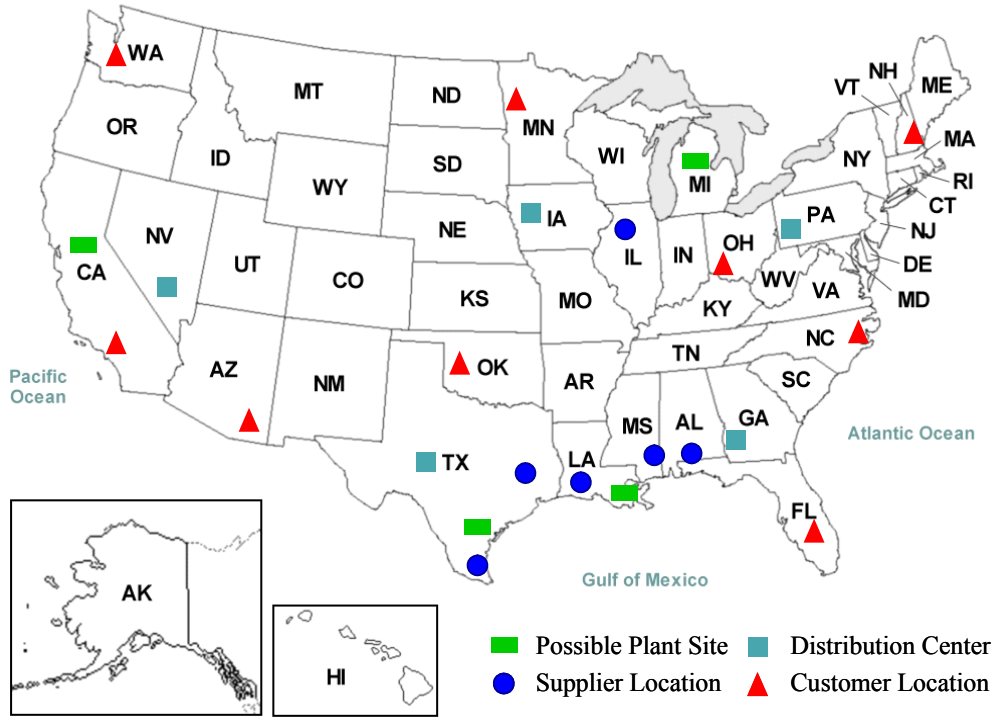 WA
MT
ND
MN
OR
ID
SD
WI
MI
VT
NH
ME
NY
MA
RI
CT
WY
IA
NE
PA
NJ
NV
UT
CO
IL
IN
OH
DE
MD
CA
KS
MO
WV
VA
KY
AZ
NM
OK
AR
TN
NC
SC
Pacific
Ocean
TX
LA
MS
AL
GA
Atlantic Ocean
FL
Gulf of Mexico
AK
HI
Possible Plant Site
Distribution Center
Supplier Location
Customer Location